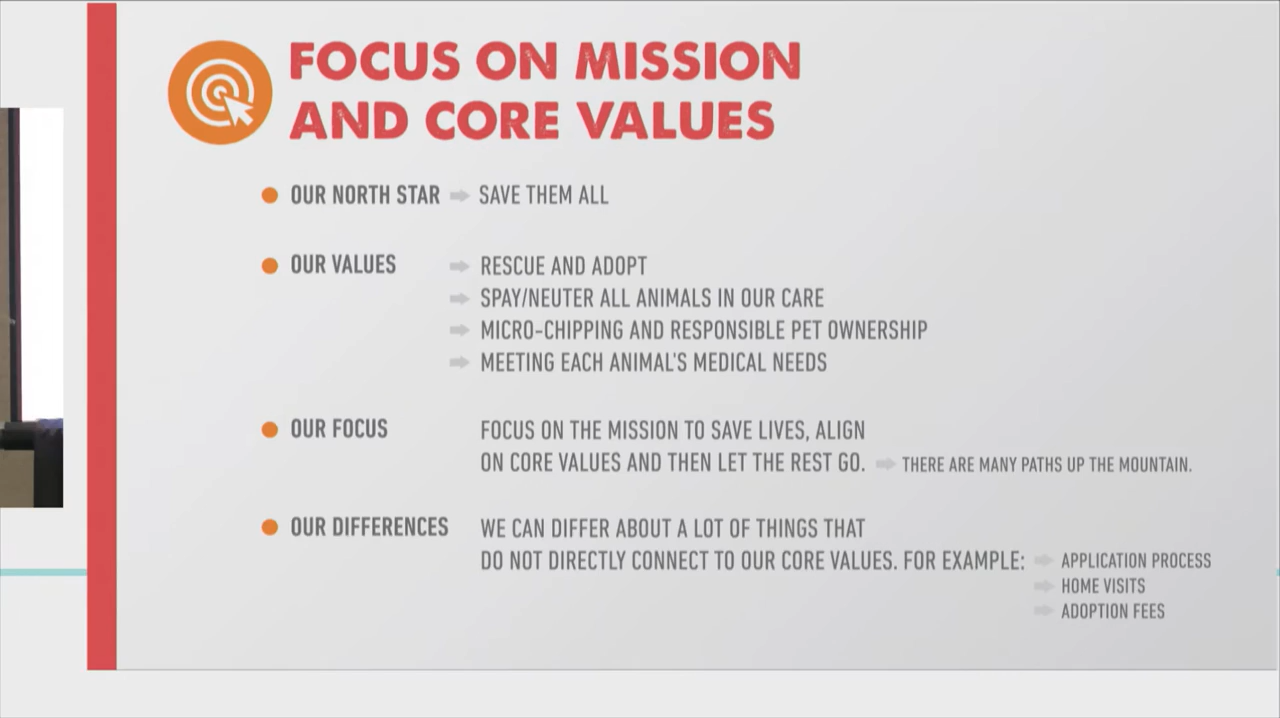 FOCUS ON MISSION
AND CORE VALUES
OUR NORTH STAR SAVE THEM ALL
OUR VALUES RESCUE AND ADOPT
SPAY/NEUTER ALL ANIMALS IN OUR CARE
MICRO-CHIPPING AND RESPONSIBLE PET OWNERSHIP
MEETING EACH ANIMAL'S MEDICAL NEEDS
OUR FOCUS FOCUS ON THE MISSION TO SAVE LIVES, ALIGN
ON CORE VALUES AND THEN LET THE REST GO. THERE ARE MANY PATHS UP THE MOUNTAIN.
OUR DIFFERENCES WE CAN DIFFER ABOUT A LOT OF THINGS THAT
DO NOT DIRECTLY CONNECT TO OUR CORE VALUES. FOR EXAMPLE: APPLICATION PROCESS
HOME VISITS
ADOPTION FEES